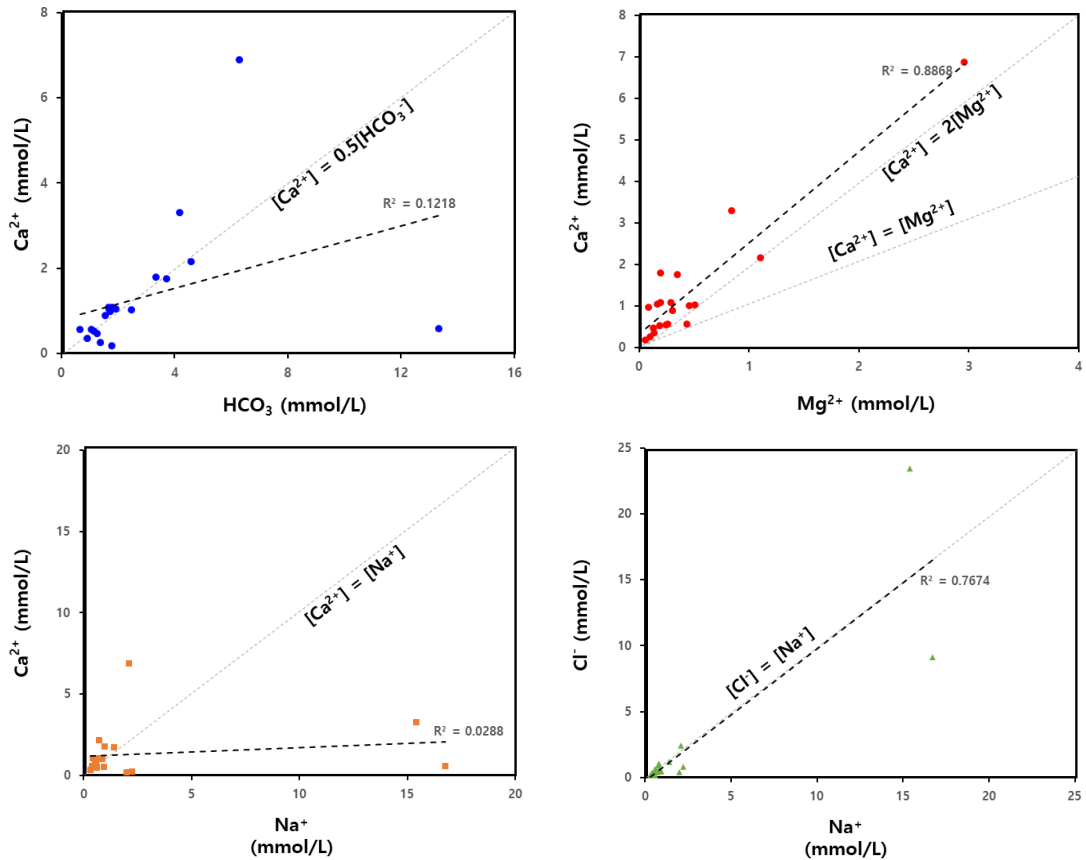 8
6
4
2
0
Ca²⁺ (mmol/L)
[Ca²⁺] = 0.5[HCO₃⁻]
R² = 0.1218
0
4
8
12
16
HCO₃ (mmol/L)
8
7
6
5
4
3
2
1
0
Ca²⁺ (mmol/L)
R² = 0.8868
[Ca²⁺] = 2[Mg²⁺]
[Ca²⁺] = [Mg²⁺]
0
1
2
3
4
Mg²⁺ (mmol/L)
20
15
10
5
0
Ca²⁺ (mmol/L)
[Ca²⁺] = [Na⁺]
R² = 0.0288
0
5
10
15
20
Na⁺
(mmol/L)
25
20
15
10
5
0
Cl⁻ (mmol/L)
R² = 0.7674
[Cl⁻] = [Na⁺]
0
5
10
15
20
25
Na⁺
(mmol/L)